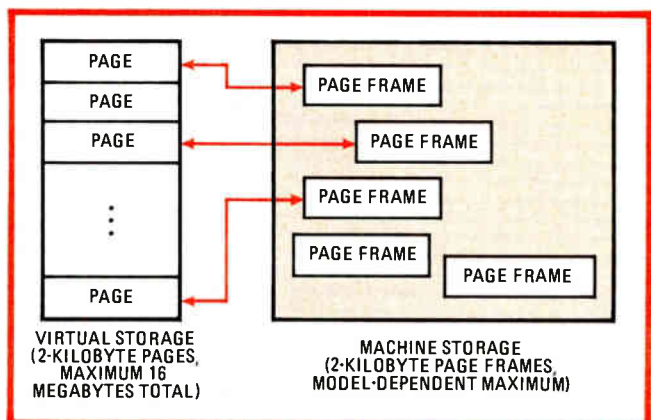 PAGE
PAGE
PAGE
PAGE
VIRTUAL STORAGE
(2-KILOBYTE PAGES,
MAXIMUM 16
MEGABYTES TOTAL)
PAGE FRAME
PAGE FRAME
PAGE FRAME
PAGE FRAME
PAGE FRAME
MACHINE STORAGE
(2-KILOBYTE PAGE FRAMES,
MODEL-DEPENDENT MAXIMUM)